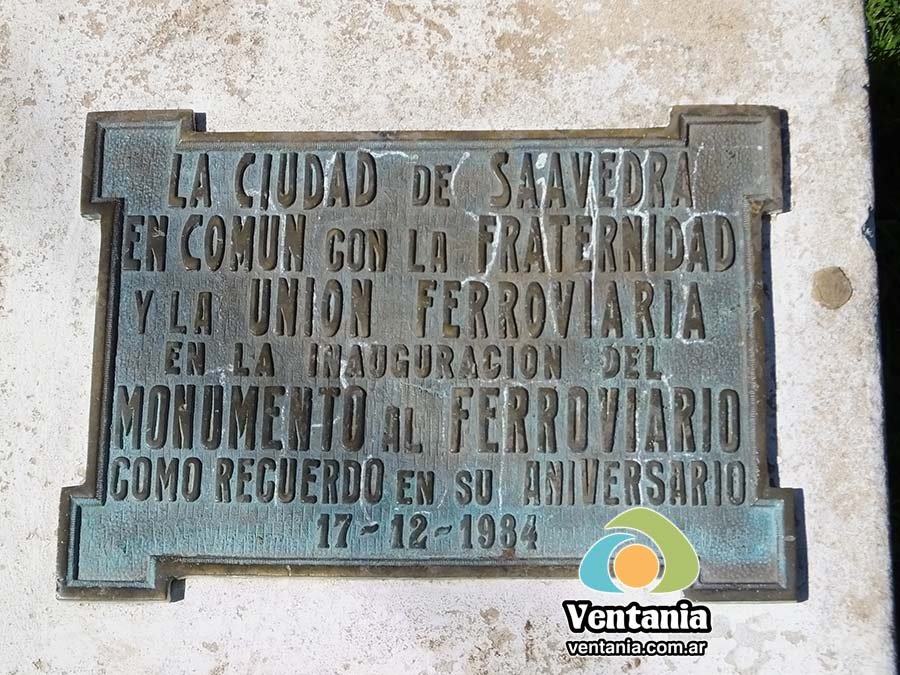 LA CIUDAD DE SAAVEDRA
EN COMUN CON LA FRATERNIDAD
Y LA UNION FERROVIARIA
EN LA INAUGURACION DEL
MONUMENTO AL FERROVIARIO
COMO RECUERDO EN SU ANIVERSARIO
17-12-1984
Ventania
ventania.com.ar